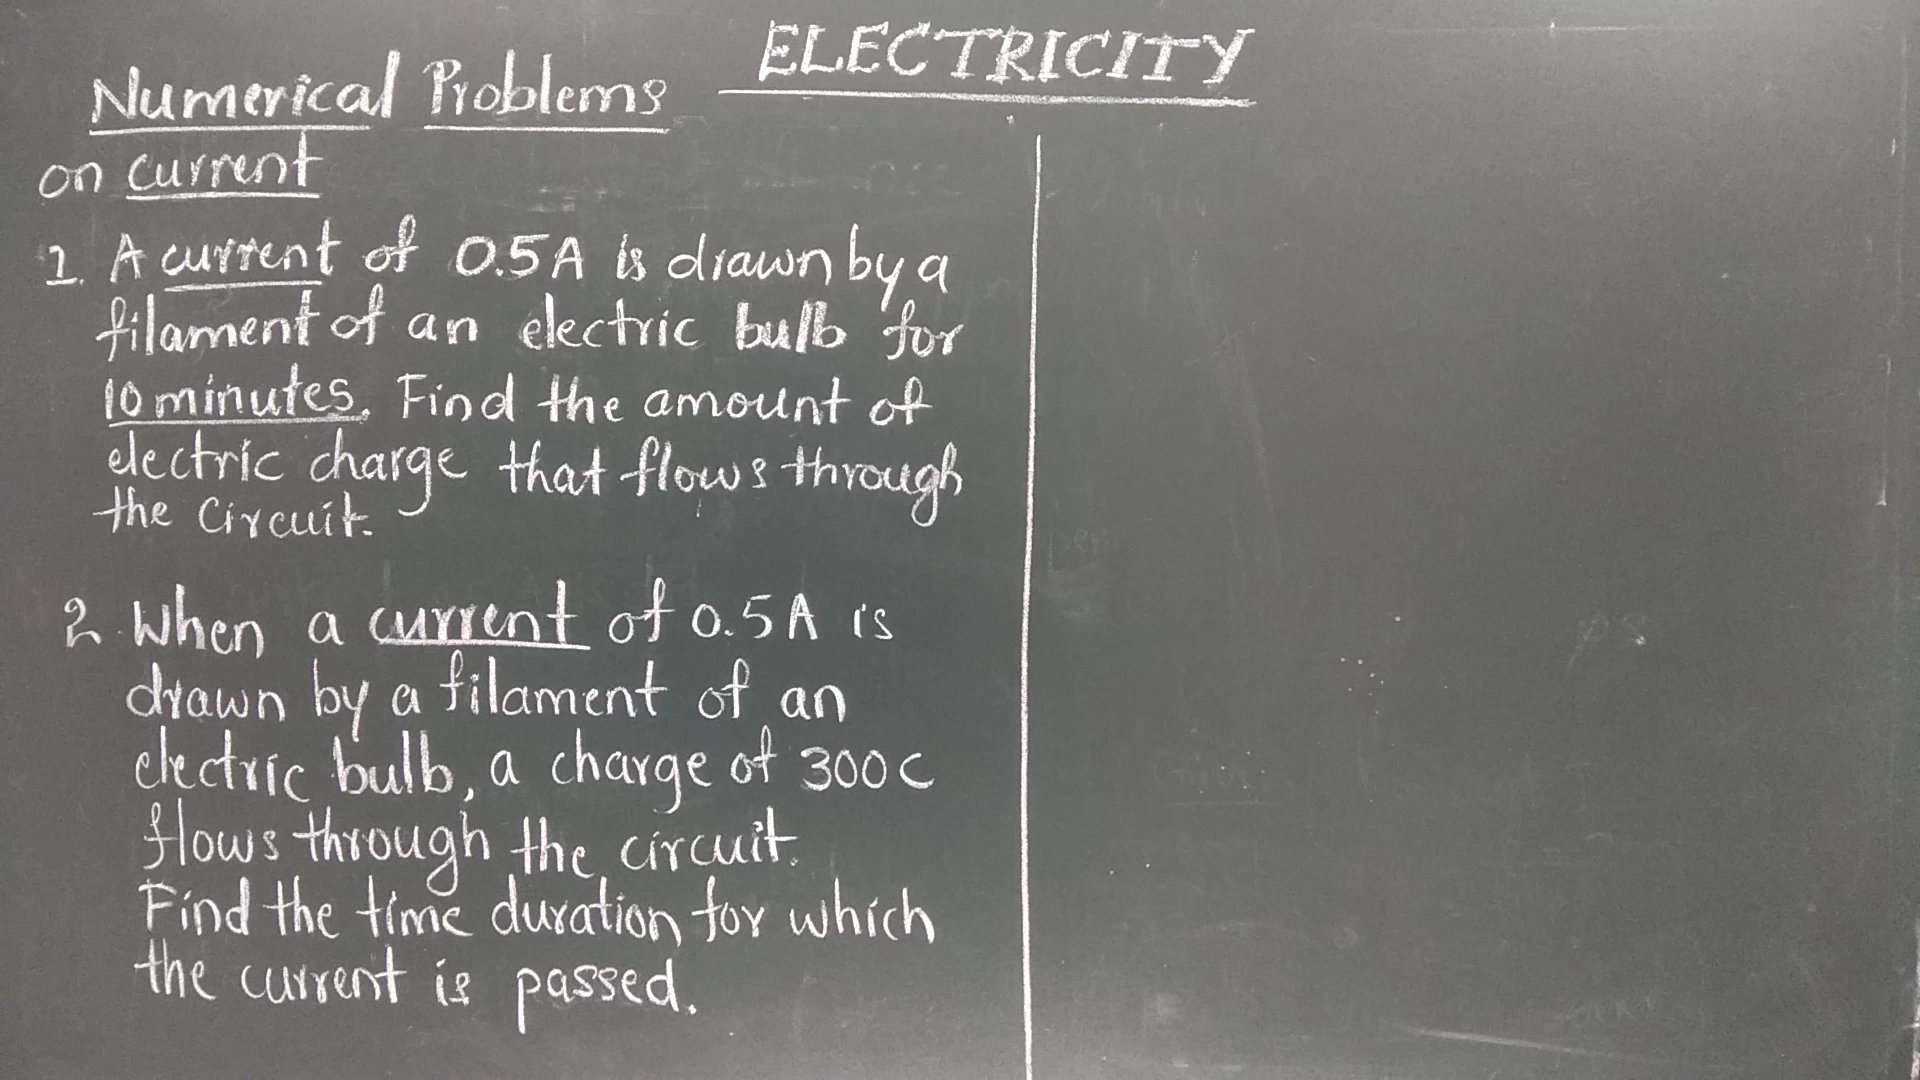 ELECTRICITY
Numerical Problems
on current
1. A current of 0.5A is drawn by a
filament of an electric bulb for
10 minutes. Find the amount of
electric charge that flows through
the Circuit.
2. When a current of 0.5A is
drawn by a filament of an
electric bulb, a charge of 300C
flows through the circuit.
Find the time duration for which
the current is passed.